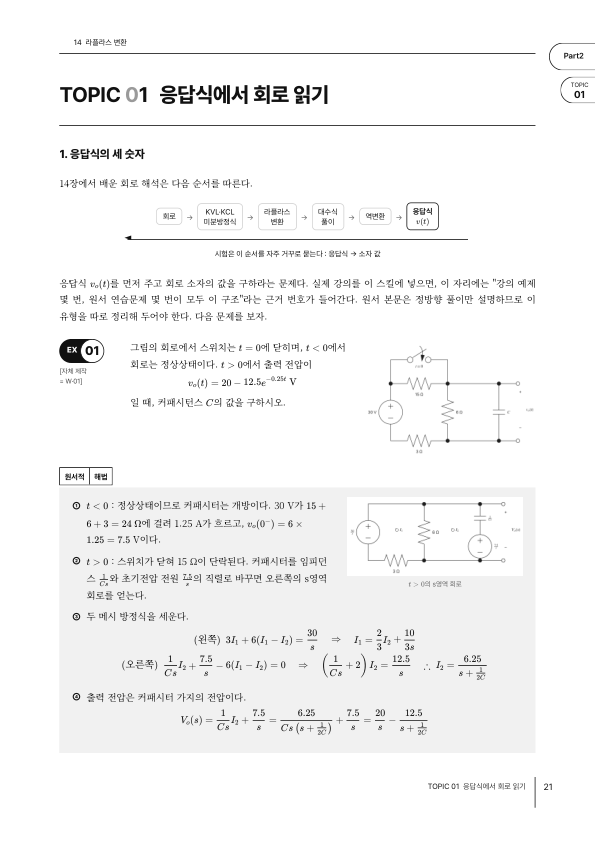 14 라플라스 변환
Part2
TOPIC
01
TOPIC 01 응답식에서 회로 읽기
1. 응답식의 세 숫자
14장에서 배운 회로 해석은 다음 순서를 따른다.
회로 → KVL·KCL 미분방정식 → 라플라스 변환 → 대수식 풀이 → 역변환 → 응답식 v(t)
시험은 이 순서를 자주 거꾸로 묻는다 : 응답식 → 소자 값
응답식 v_o(t)를 먼저 주고 회로 소자의 값을 구하라는 문제다. 실제 강의를 이 스킬에 넣으면, 이 자리에는 "강의 예제
몇 번, 원서 연습문제 몇 번이 모두 이 구조"라는 근거 번호가 들어간다. 원서 본문은 정방향 풀이만 설명하므로 이
유형을 따로 정리해 두어야 한다. 다음 문제를 보자.
EX 01
[자체 제작
= W-01]
그림의 회로에서 스위치는 t = 0에 닫히며, t < 0에서
회로는 정상상태이다. t > 0에서 출력 전압이
v_o(t) = 20 − 12.5e^{−0.25t} V
일 때, 커패시턴스 C의 값을 구하시오.
원서적 해법
① t < 0 : 정상상태이므로 커패시터는 개방이다. 30 V가 15 +
6 + 3 = 24 Ω에 걸려 1.25 A가 흐르고, v_o(0⁻) = 6 ×
1.25 = 7.5 V이다.
② t > 0 : 스위치가 닫혀 15 Ω이 단락된다. 커패시터를 임피던
스 1/Cs와 초기전압 전원 7.5/s의 직렬로 바꾸면 오른쪽의 s영역
회로를 얻는다.
t > 0의 s영역 회로
③ 두 메시 방정식을 세운다.
(왼쪽) 3I₁ + 6(I₁ − I₂) = 30/s ⇒ I₁ = 2/3 I₂ + 10/3s
(오른쪽) 1/Cs I₂ + 7.5/s − 6(I₁ − I₂) = 0 ⇒ (1/Cs + 2) I₂ = 12.5/s ∴ I₂ = 6.25/(s + 1/2C)
④ 출력 전압은 커패시터 가지의 전압이다.
V_o(s) = 1/Cs I₂ + 7.5/s = 6.25/(Cs (s + 1/2C)) + 7.5/s = 20/s − 12.5/(s + 1/2C)
TOPIC 01 응답식에서 회로 읽기
21